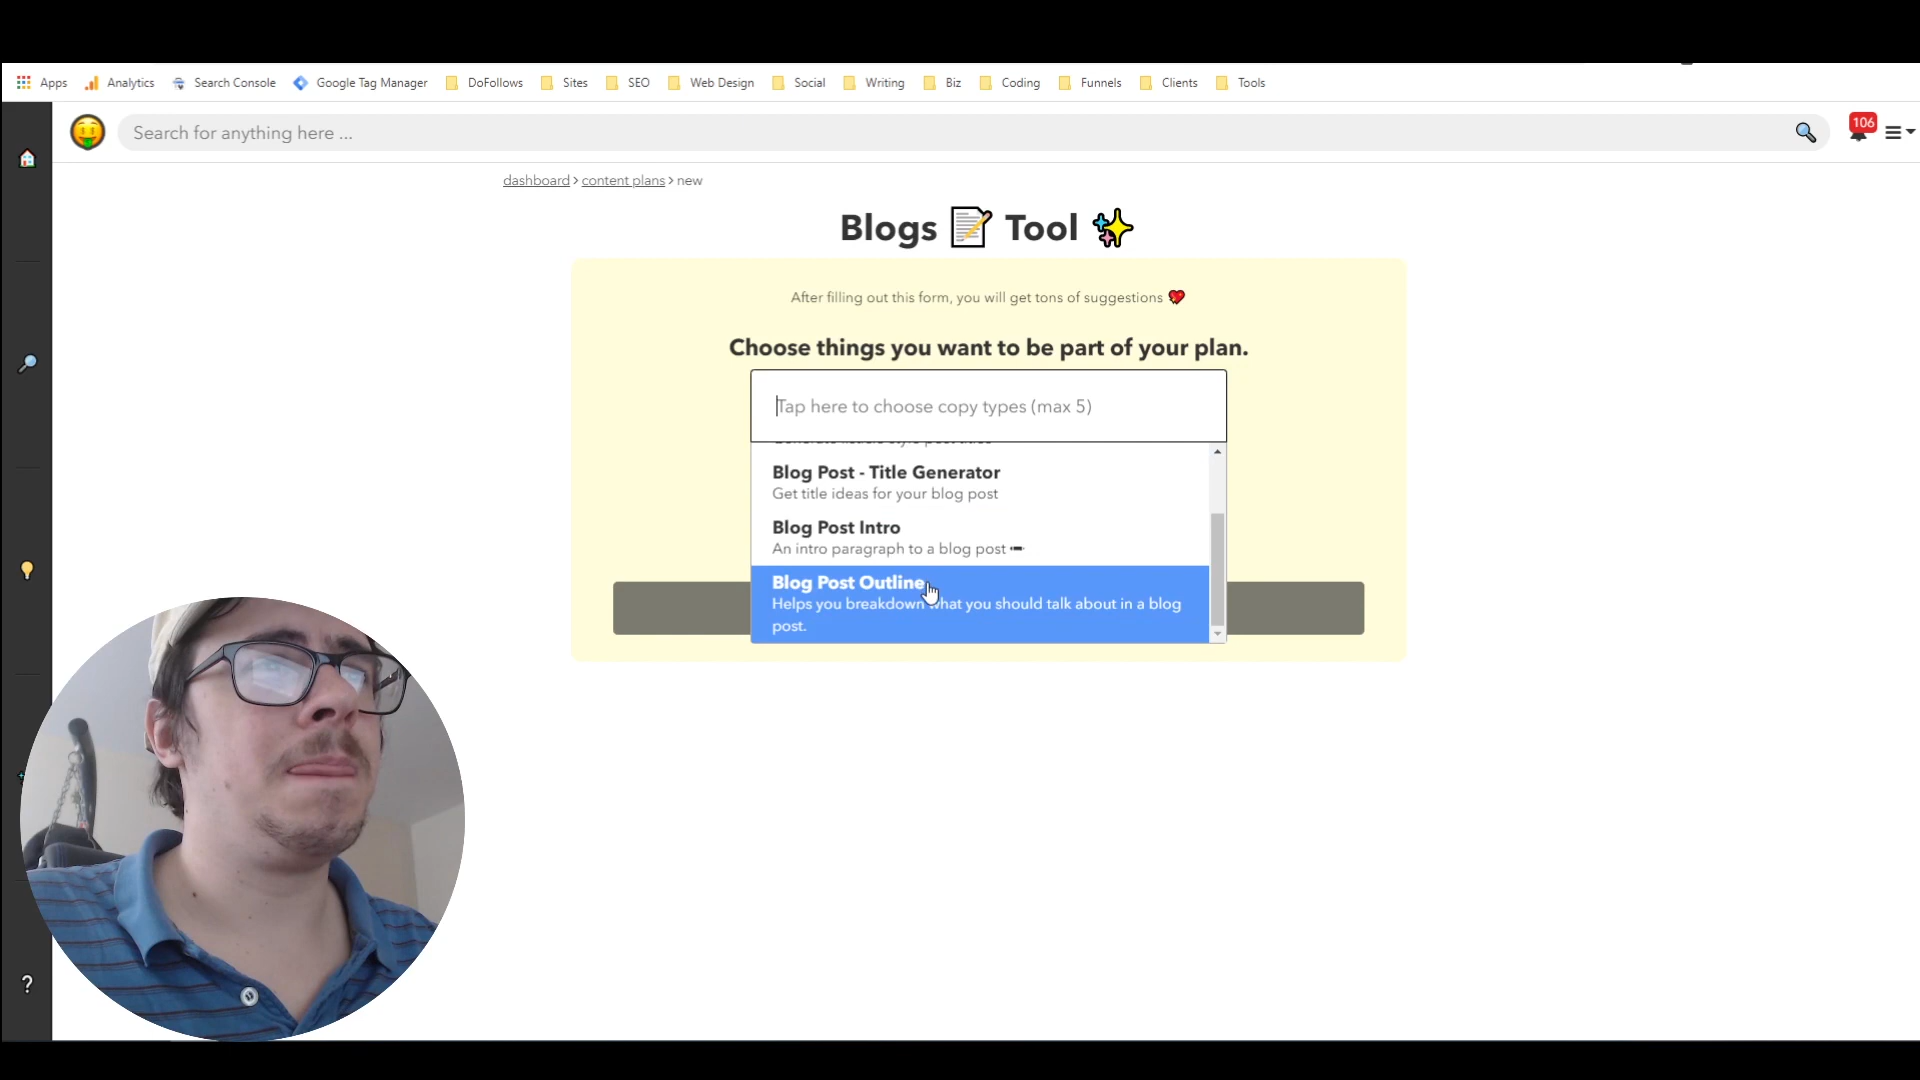 Apps Analytics Search Console Google Tag Manager DoFollows Sites SEO Web Design Social Writing Biz Coding Funnels Clients Tools
Search for anything here ...
106
dashboard > content plans > new
Blogs Tool
After filling out this form, you will get tons of suggestions
Choose things you want to be part of your plan.
Tap here to choose copy types (max 5)
Blog Post - Title Generator
Get title ideas for your blog post
Blog Post Intro
An intro paragraph to a blog post
Blog Post Outline
Helps you breakdown what you should talk about in a blog
post.
?